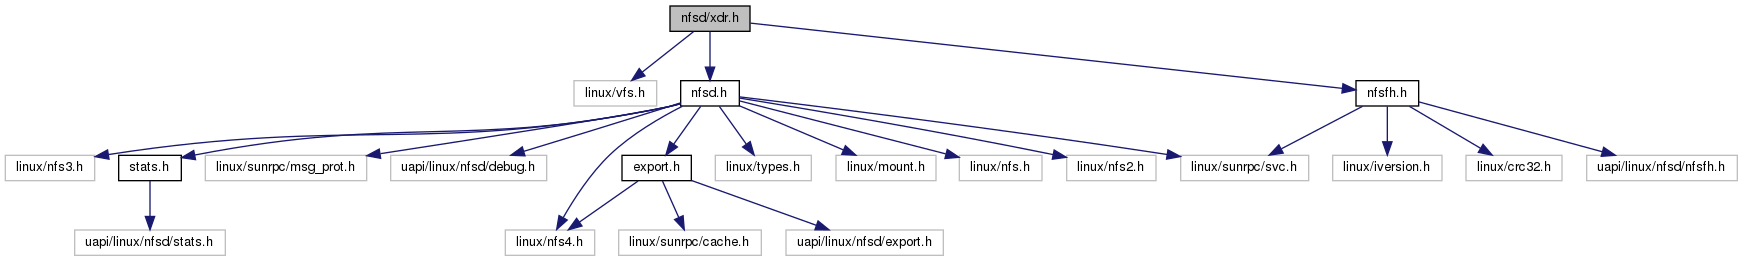 nfsd/xdr.h
linux/vfs.h
nfsd.h
nfsfh.h
linux/nfs3.h
stats.h
linux/sunrpc/msg_prot.h
uapi/linux/nfsd/debug.h
export.h
linux/types.h
linux/mount.h
linux/nfs.h
linux/nfs2.h
linux/sunrpc/svc.h
linux/iversion.h
linux/crc32.h
uapi/linux/nfsd/nfsfh.h
uapi/linux/nfsd/stats.h
linux/nfs4.h
linux/sunrpc/cache.h
uapi/linux/nfsd/export.h